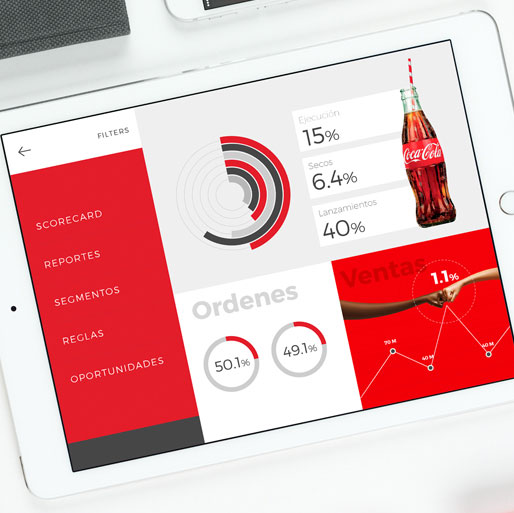 FILTERS
SCORECARD
REPORTES
SEGMENTOS
REGLAS
OPORTUNIDADES
Ejecución
15%
Secos
6.4%
Lanzamientos
40%
Coca-Cola
Ordenes
50.1%
49.1%
Ventas
1.1%
70 M
40 M